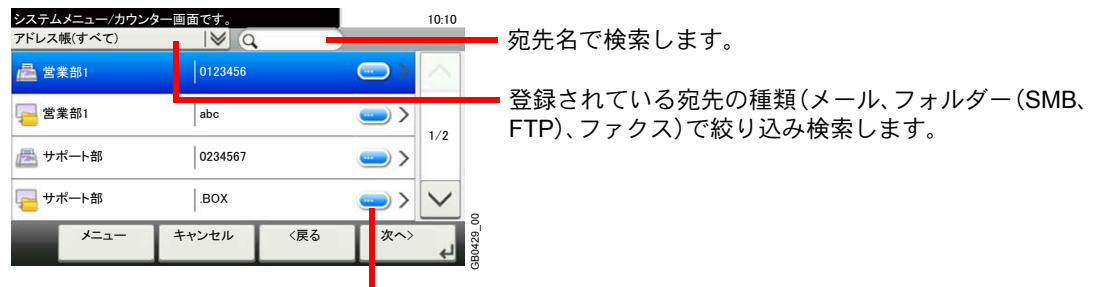 システムメニュー/カウンター画面です。
10:10
アドレス帳(すべて)
宛先名で検索します。
営業部1 0123456
登録されている宛先の種類(メール、フォルダー(SMB、
FTP)、ファクス)で絞り込み検索します。
営業部1 abc
1/2
サポート部 0234567
サポート部 .BOX
メニュー キャンセル <戻る 次へ>
GB0429_00